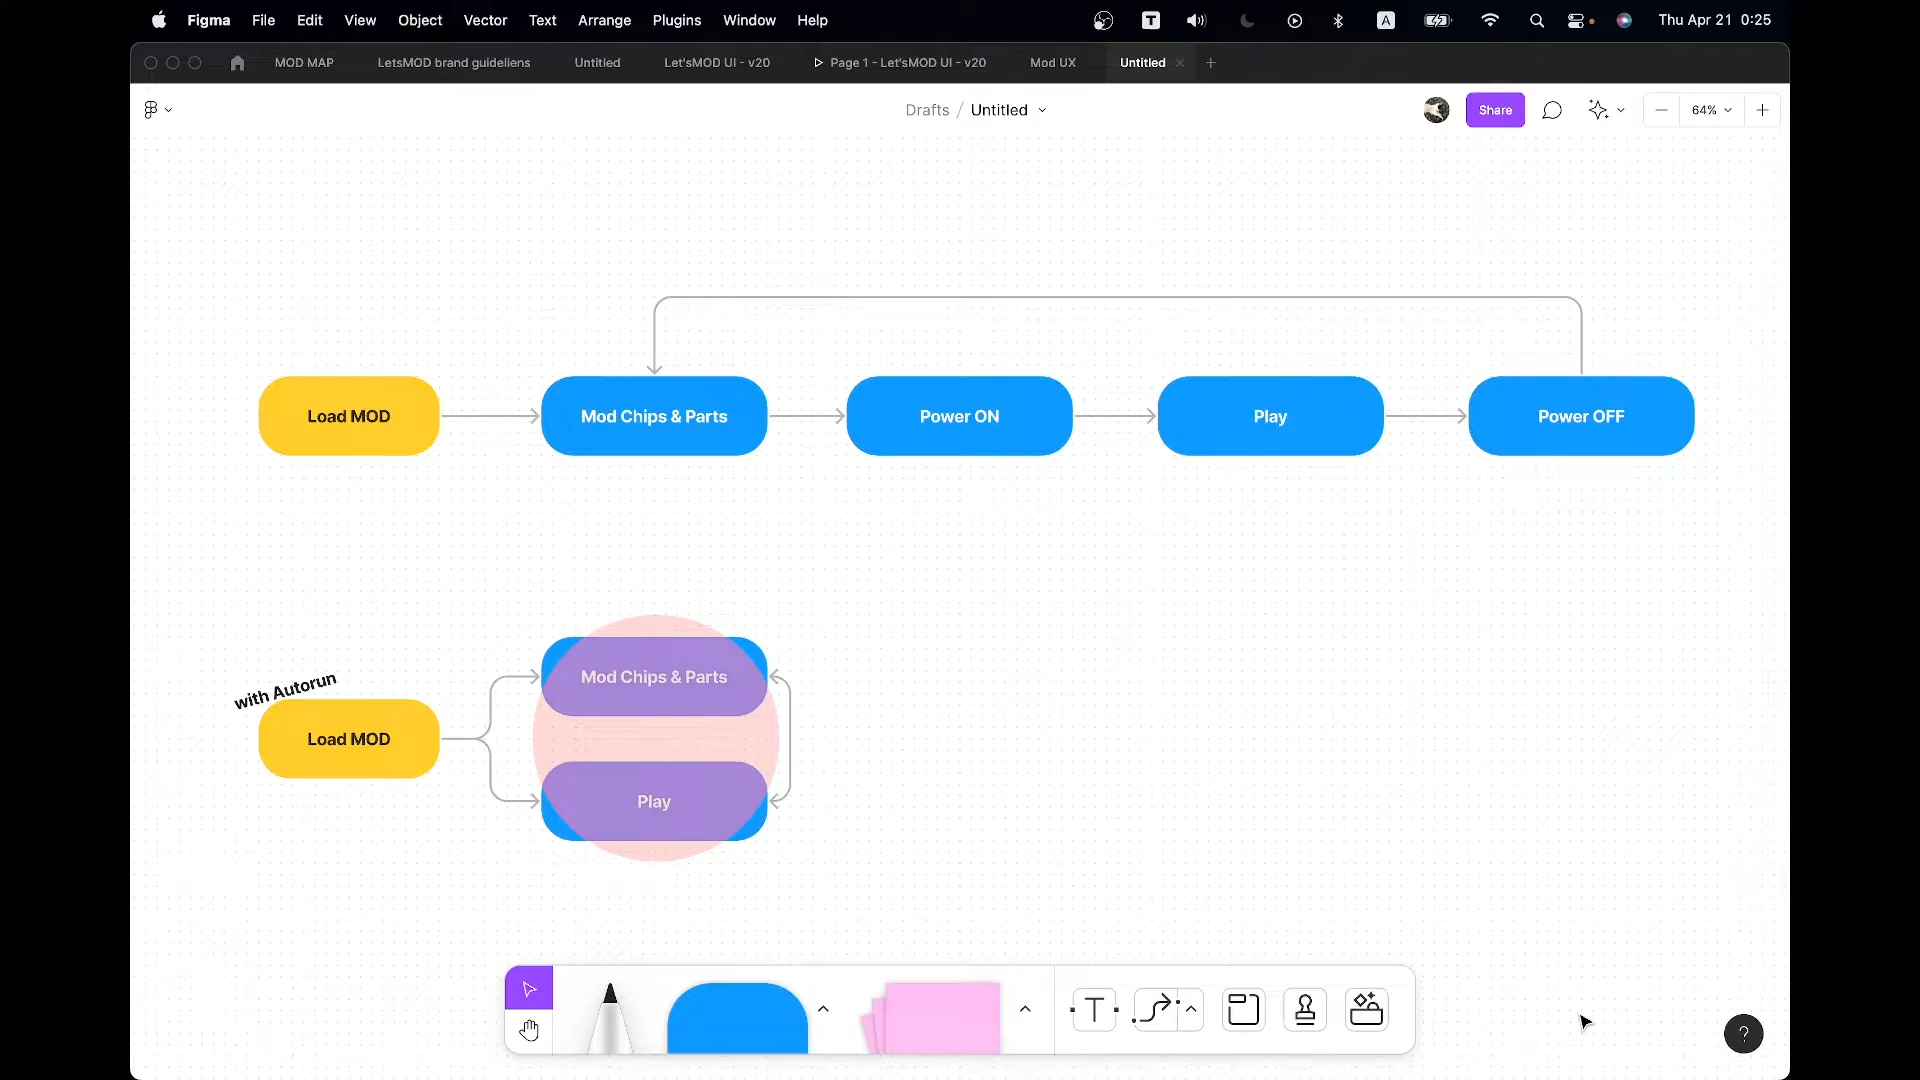 Figma File Edit View Object Vector Text Arrange Plugins Window Help T A Thu Apr 21 0:25
MOD MAP LetsMOD brand guideliens Untitled Let'sMOD UI - v20 Page 1 - Let'sMOD UI - v20 Mod UX Untitled
Drafts / Untitled Share 64%
Load MOD Mod Chips & Parts Power ON Play Power OFF
with Autorun
Mod Chips & Parts
Load MOD
Play
T
?